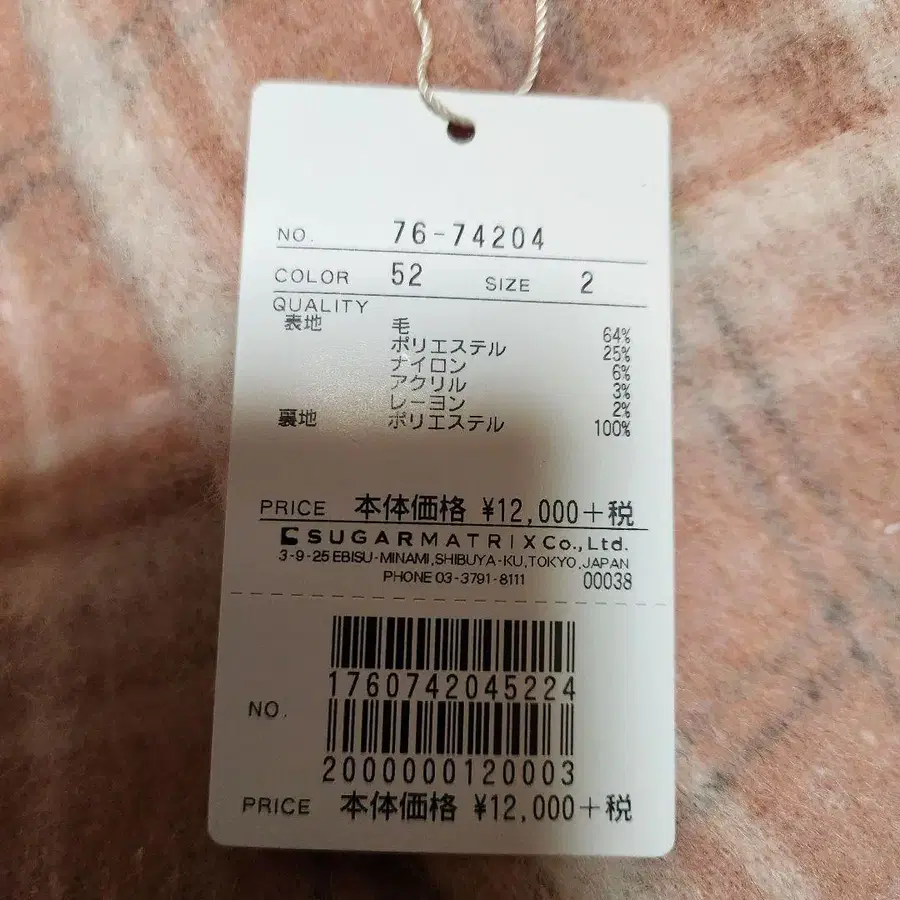 NO. 76-74204
COLOR 52 SIZE 2
QUALITY
表地 毛 64%
ポリエステル 25%
ナイロン 6%
アクリル 3%
レーヨン 2%
裏地 ポリエステル 100%
PRICE 本体価格 ¥12,000+税
SUGARMATRIX Co., Ltd.
3-9-25 EBISU-MINAMI, SHIBUYA-KU, TOKYO, JAPAN
PHONE 03-3791-8111 00038
1760742045224
NO.
2000000120003
PRICE 本体価格 ¥12,000+税